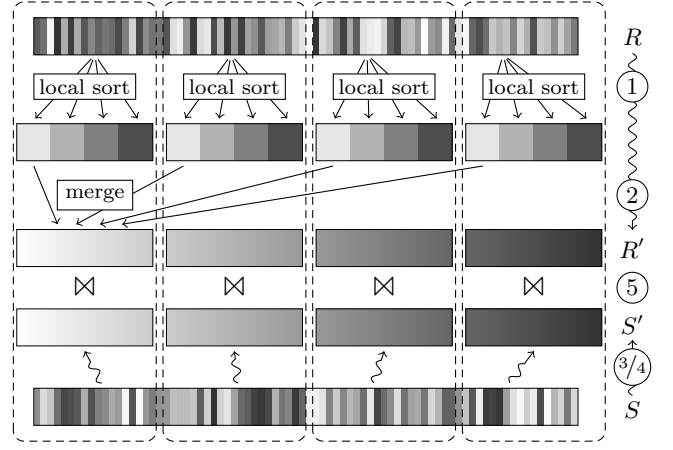 R
local sort local sort local sort local sort 1
merge 2
R′
⋈ ⋈ ⋈ ⋈ 5
S′
3/4
S